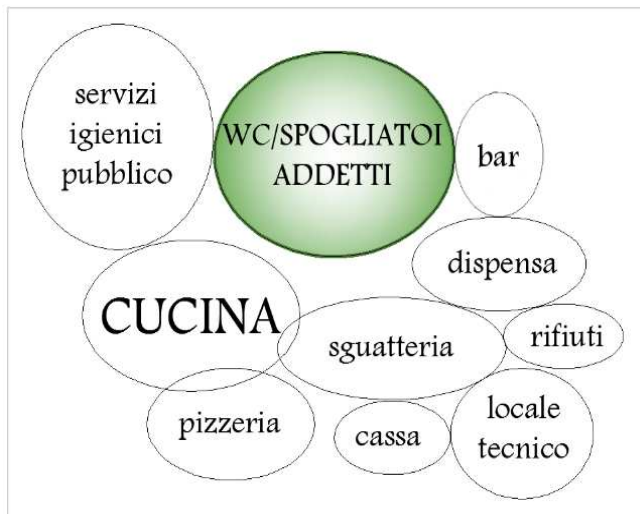 servizi
igienici
pubblico
WC/SPOGLIATOI
ADDETTI
bar
dispensa
CUCINA
sguatteria
rifiuti
pizzeria
cassa
locale
tecnico